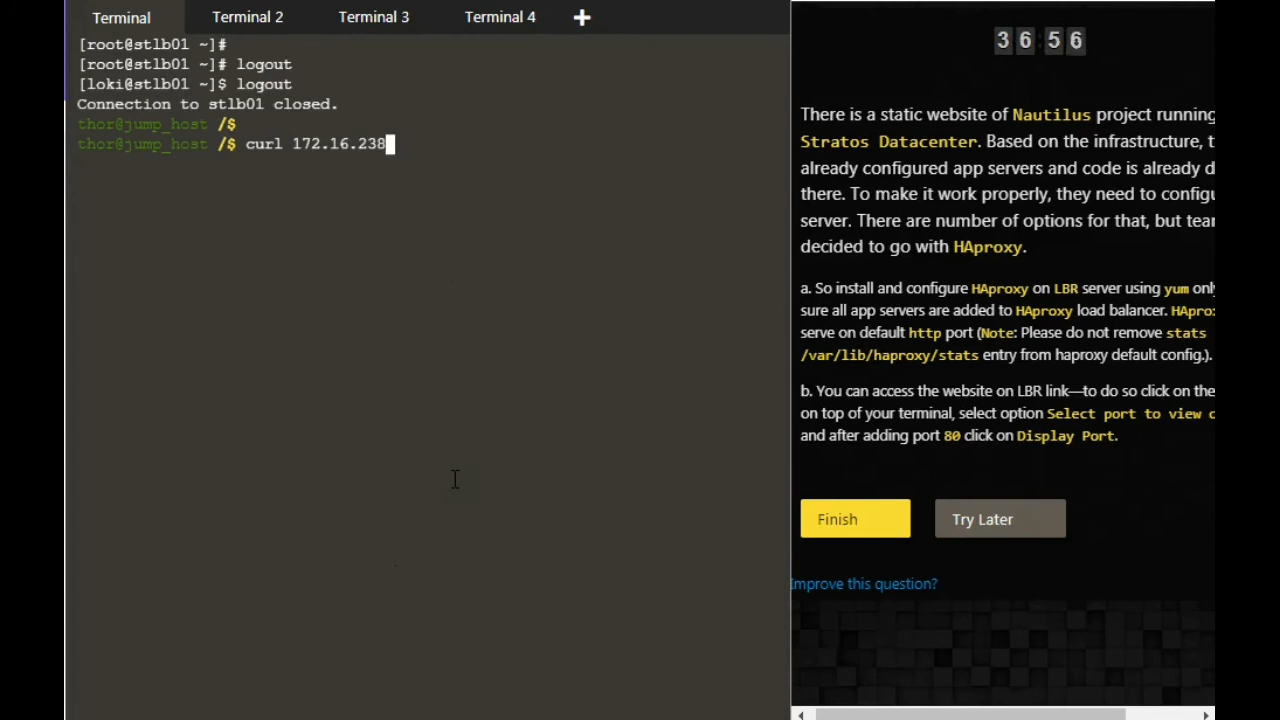 Terminal
Terminal 2
Terminal 3
Terminal 4
[root@stlb01 ~]#
[root@stlb01 ~]# logout
[loki@stlb01 ~]$ logout
Connection to stlb01 closed.
thor@jump_host /$
thor@jump_host /$ curl 172.16.238
36:56
There is a static website of Nautilus project running
Stratos Datacenter. Based on the infrastructure, t
already configured app servers and code is already d
there. To make it work properly, they need to configu
server. There are number of options for that, but tear
decided to go with HAproxy.
a. So install and configure HAproxy on LBR server using yum only
sure all app servers are added to HAproxy load balancer. HAprox
serve on default http port (Note: Please do not remove stats
/var/lib/haproxy/stats entry from haproxy default config.).
b. You can access the website on LBR link—to do so click on the
on top of your terminal, select option Select port to view c
and after adding port 80 click on Display Port.
Finish
Try Later
Improve this question?